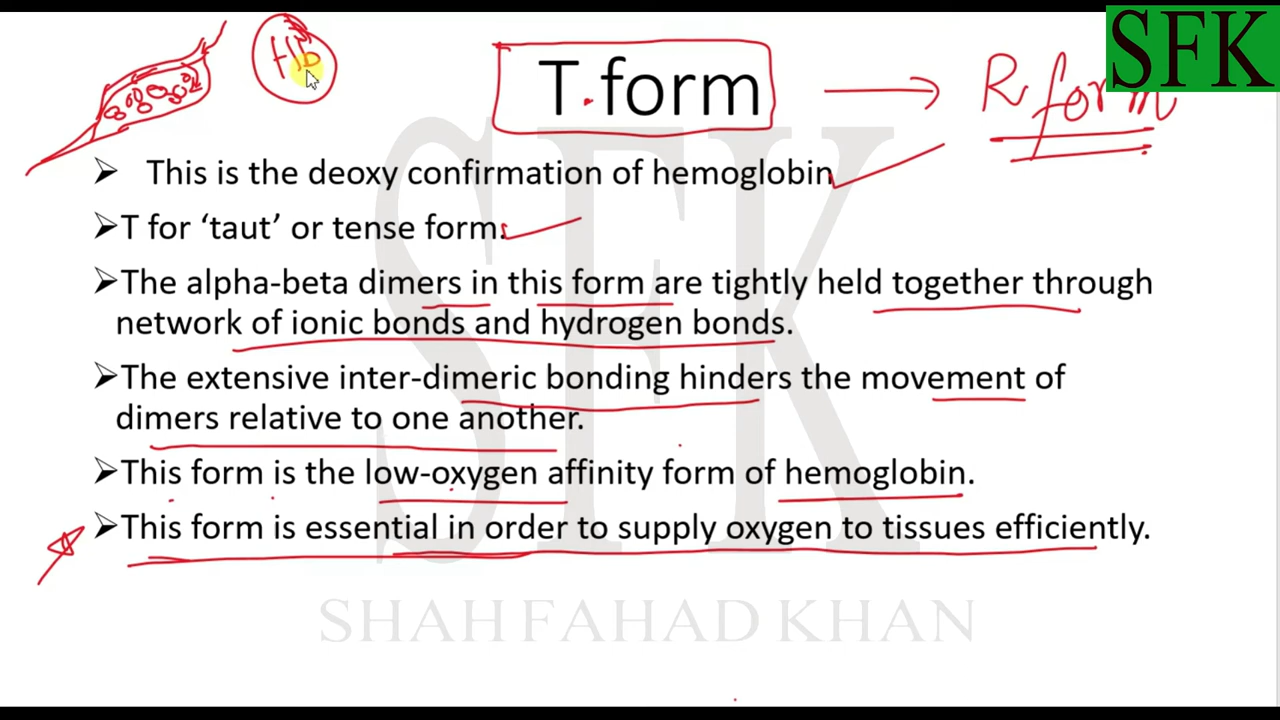 SFK
Hb
T form
R form
➢ This is the deoxy confirmation of hemoglobin
➢T for ‘taut’ or tense form.
➢The alpha-beta dimers in this form are tightly held together through
network of ionic bonds and hydrogen bonds.
➢The extensive inter-dimeric bonding hinders the movement of
dimers relative to one another.
➢This form is the low-oxygen affinity form of hemoglobin.
➢This form is essential in order to supply oxygen to tissues efficiently.
SFK
SHAH FAHAD KHAN